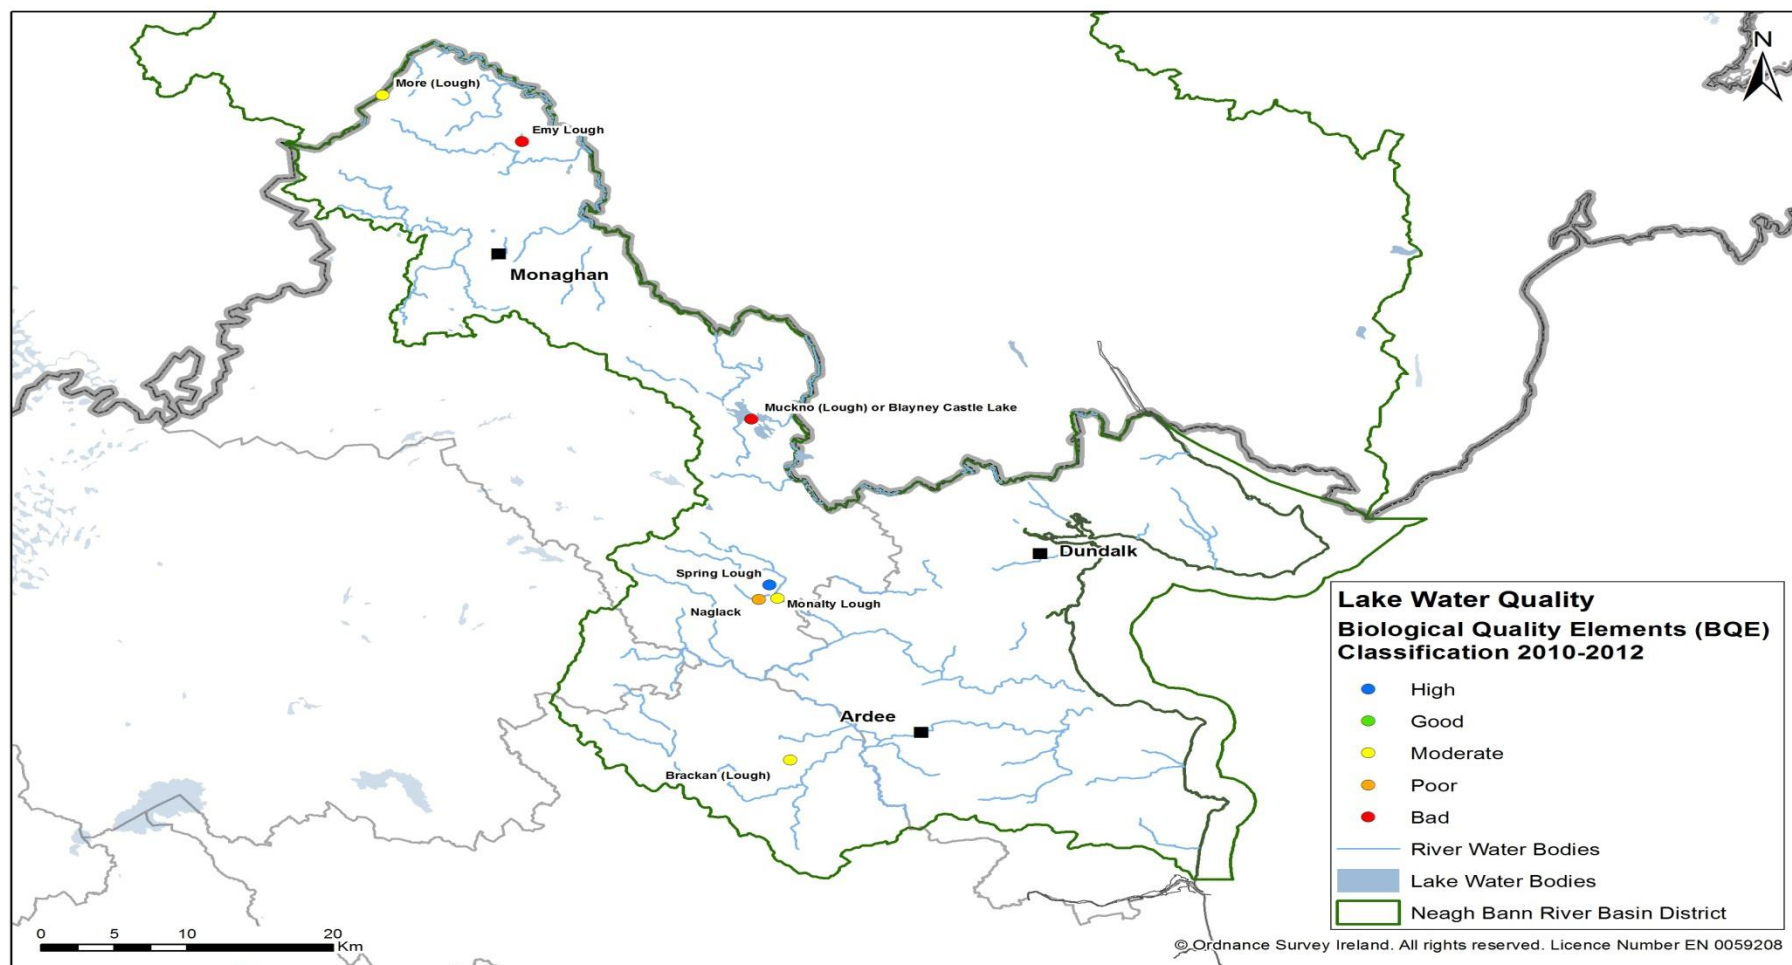 N
More (Lough)
Emy Lough
Monaghan
Muckno (Lough) or Blayney Castle Lake
Dundalk
Spring Lough
Naglack
Monalty Lough
Ardee
Brackan (Lough)
Lake Water Quality
Biological Quality Elements (BQE)
Classification 2010-2012
High
Good
Moderate
Poor
Bad
River Water Bodies
Lake Water Bodies
Neagh Bann River Basin District
0 5 10 20
Km
© Ordnance Survey Ireland. All rights reserved. Licence Number EN 0059208